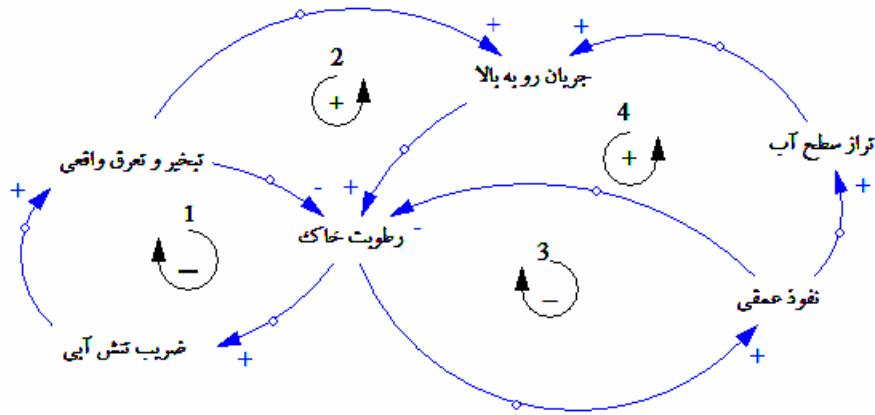 +
+
2
جریان رو به بالا
+
4
+
تراز سطح آب
تبخیر و تعرق واقعی
+
-
+
+
1
رطوبت خاک
-
–
3
–
نفوذ عمقی
ضریب تنش آبی
+
+